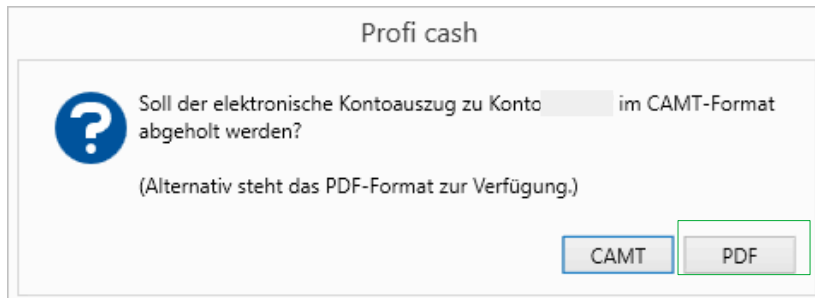 Profi cash
?
Soll der elektronische Kontoauszug zu Konto im CAMT-Format
abgeholt werden?
(Alternativ steht das PDF-Format zur Verfügung.)
CAMT PDF